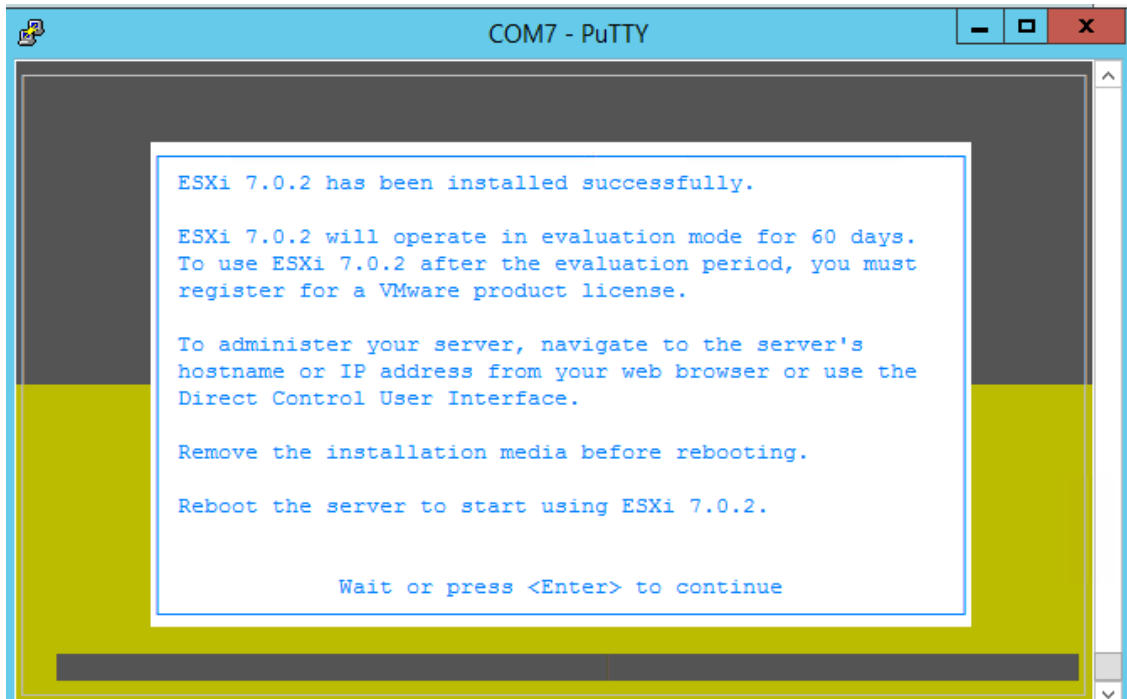 COM7 - PuTTY
ESXi 7.0.2 has been installed successfully.
ESXi 7.0.2 will operate in evaluation mode for 60 days.
To use ESXi 7.0.2 after the evaluation period, you must
register for a VMware product license.
To administer your server, navigate to the server's
hostname or IP address from your web browser or use the
Direct Control User Interface.
Remove the installation media before rebooting.
Reboot the server to start using ESXi 7.0.2.
Wait or press <Enter> to continue